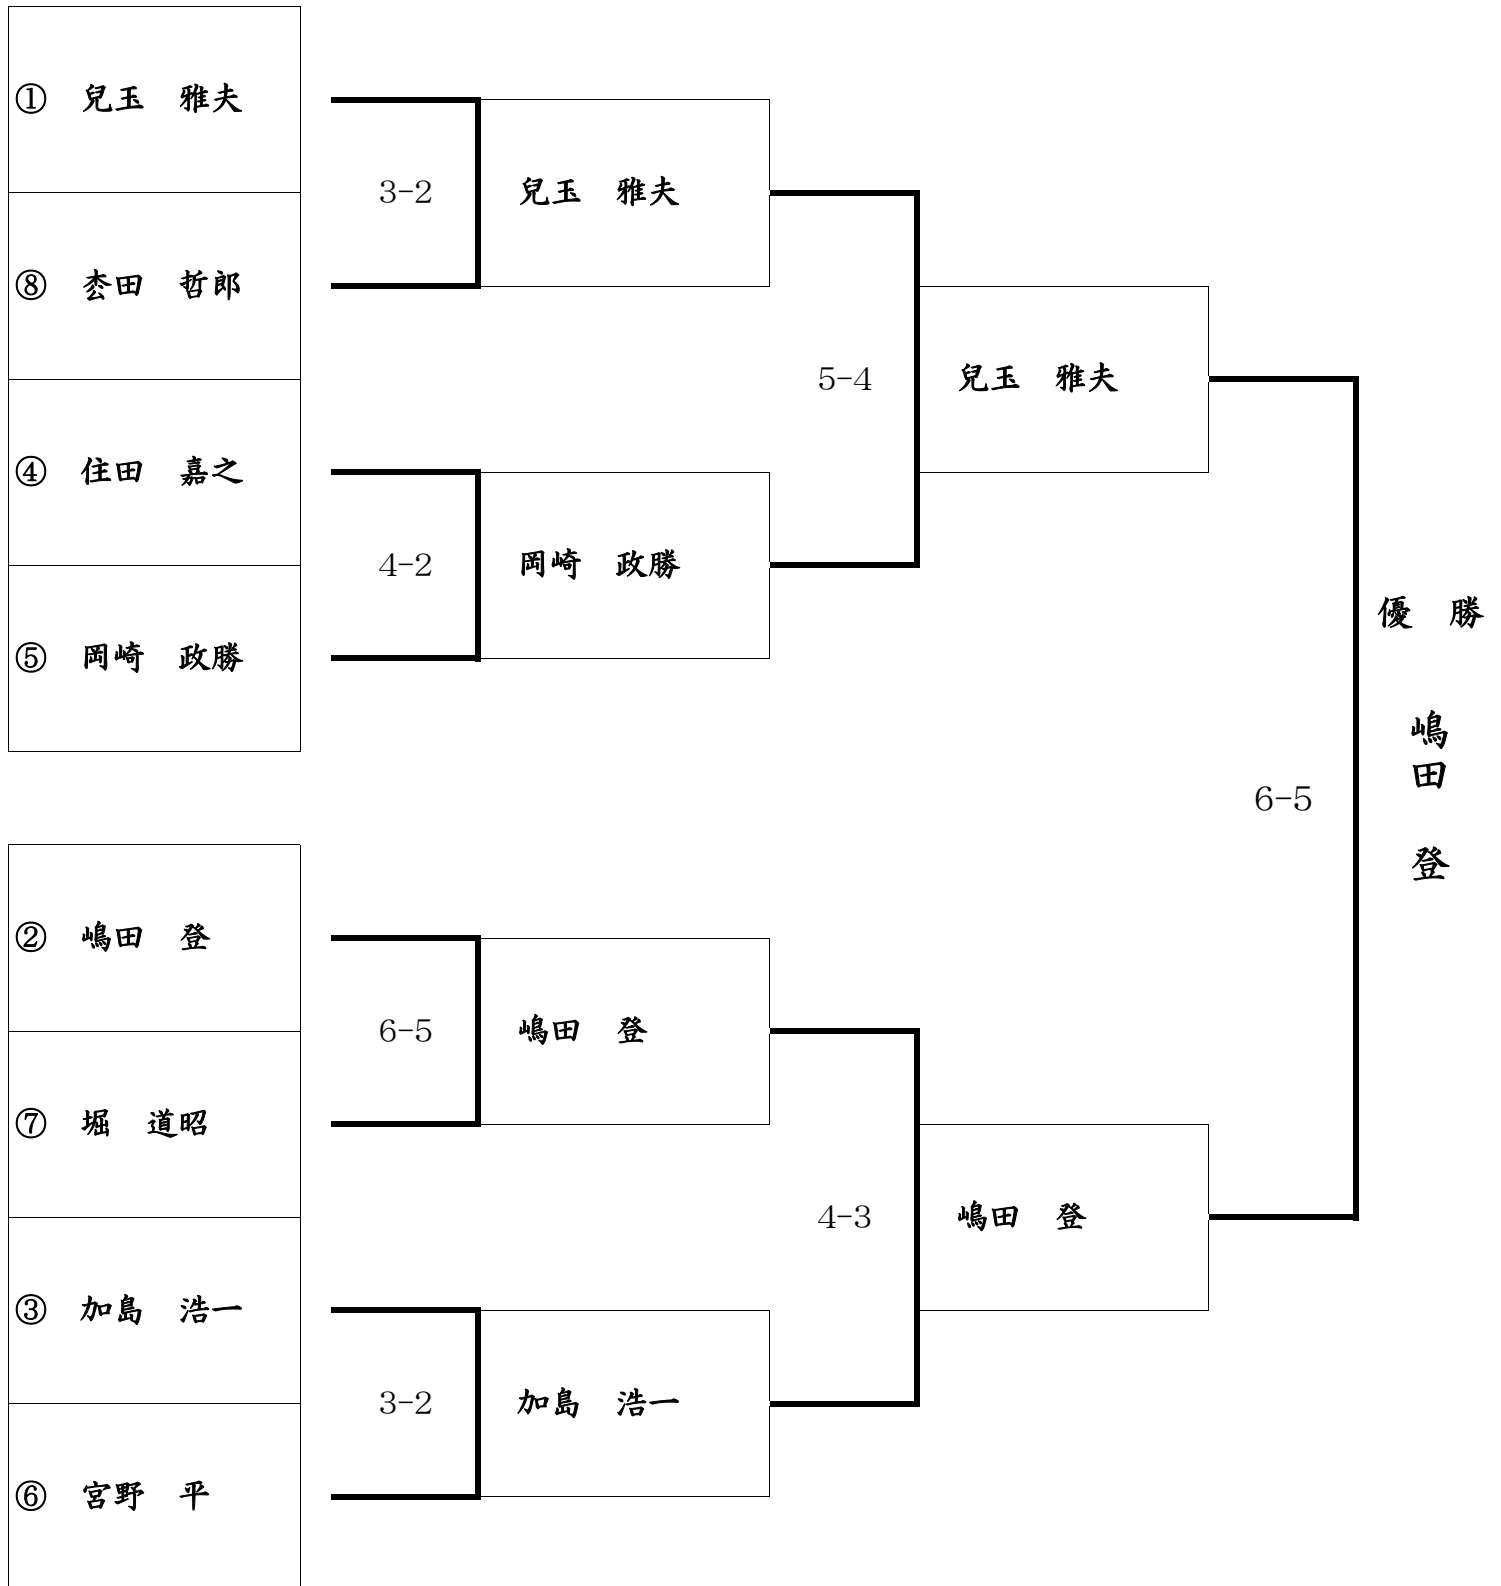 ① 兒玉 雅夫
3-2
兒玉 雅夫
⑧ 枩田 哲郎
5-4
兒玉 雅夫
④ 住田 嘉之
4-2
岡崎 政勝
⑤ 岡崎 政勝
優 勝
嶋田 登
6-5
② 嶋田 登
6-5
嶋田 登
⑦ 堀 道昭
4-3
嶋田 登
③ 加島 浩一
3-2
加島 浩一
⑥ 宮野 平